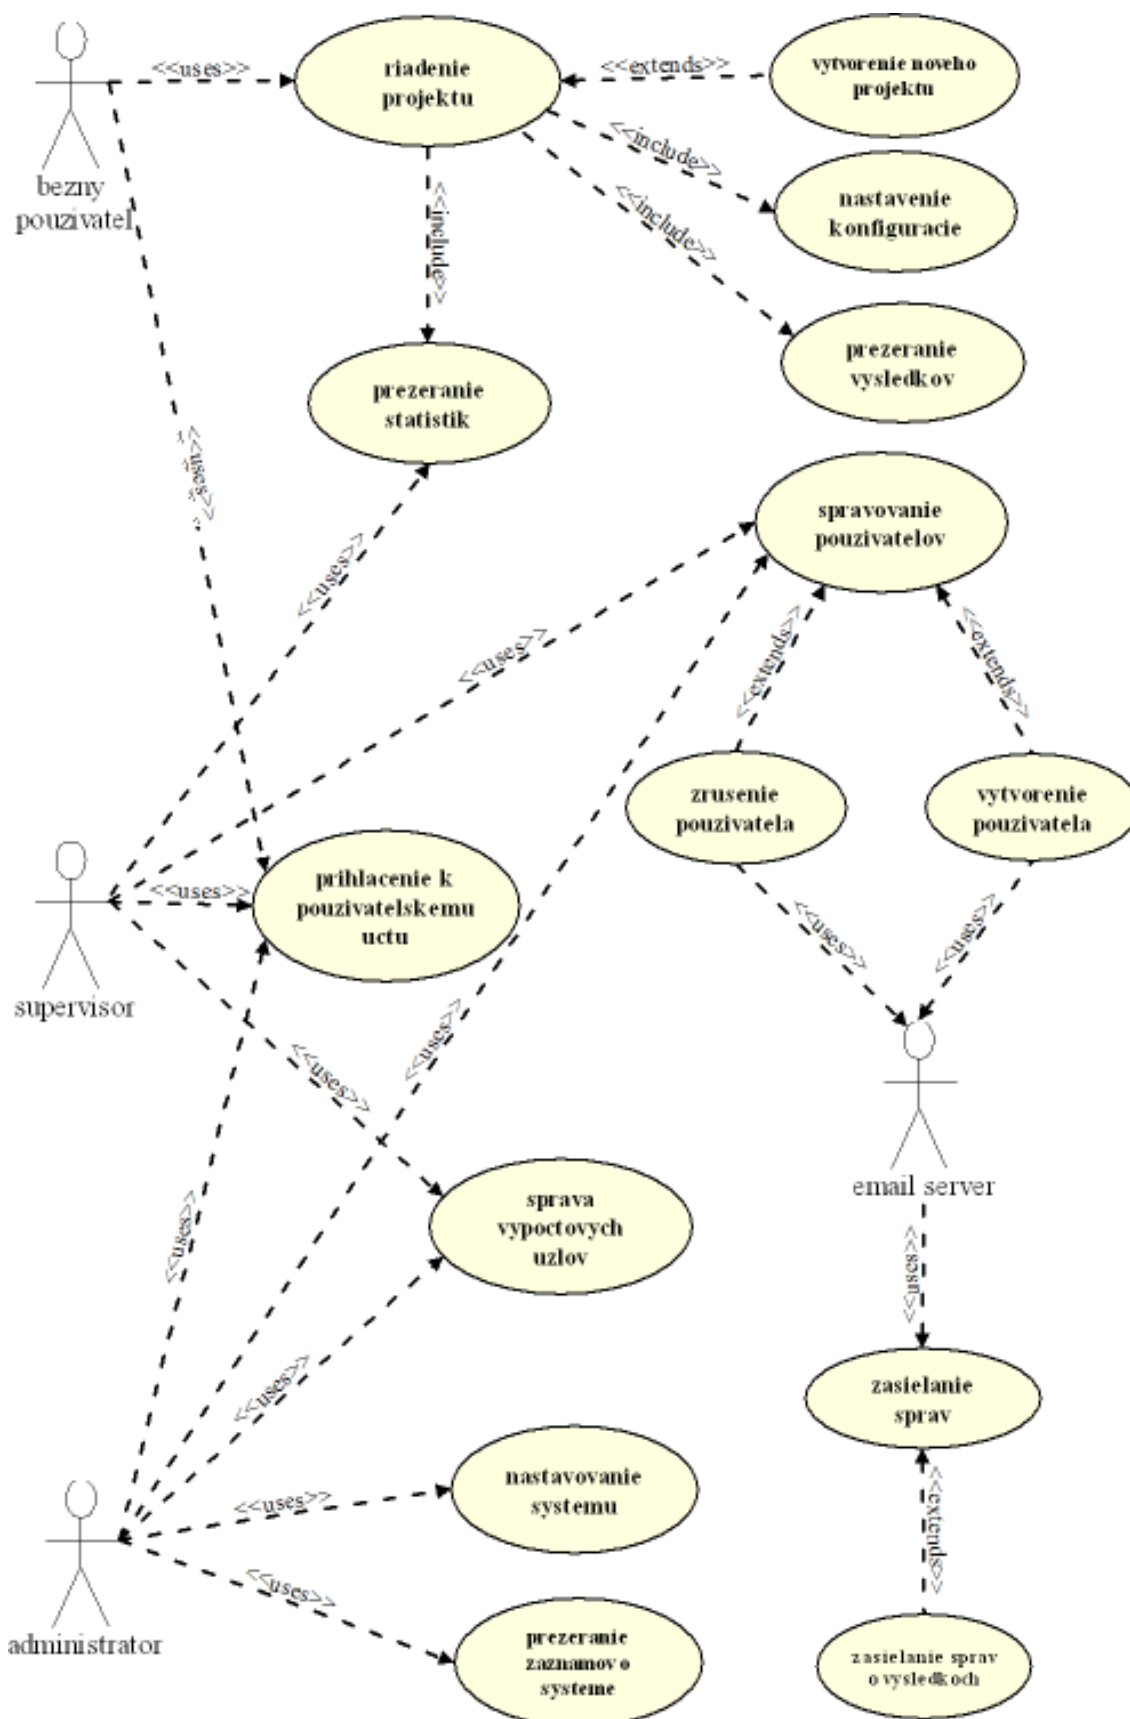 <<uses>>
riadenie
projektu
<<extends>>
vytvorenie noveho
projektu
bezny
pouzivatel
<<include>>
<<include>>
<<include>>
nastavenie
konfiguracie
prezeranie
vysledkov
prezeranie
statistik
<<uses>>
<<uses>>
<<uses>>
spravovanie
pouzivatelov
<<extends>>
<<extends>>
zrusenie
pouzivatela
vytvorenie
pouzivatela
supervisor
<<uses>>
prihlacenie k
pouzivatelskemu
uctu
<<uses>>
<<uses>>
<<uses>>
<<uses>>
email server
<<uses>>
sprava
vypoctovych
uzlov
<<uses>>
<<uses>>
zasielanie
sprav
administrator
<<uses>>
nastavovanie
systemu
<<extends>>
<<uses>>
prezeranie
zaznamov o
systeme
zasielanie sprav
o vysledkoch